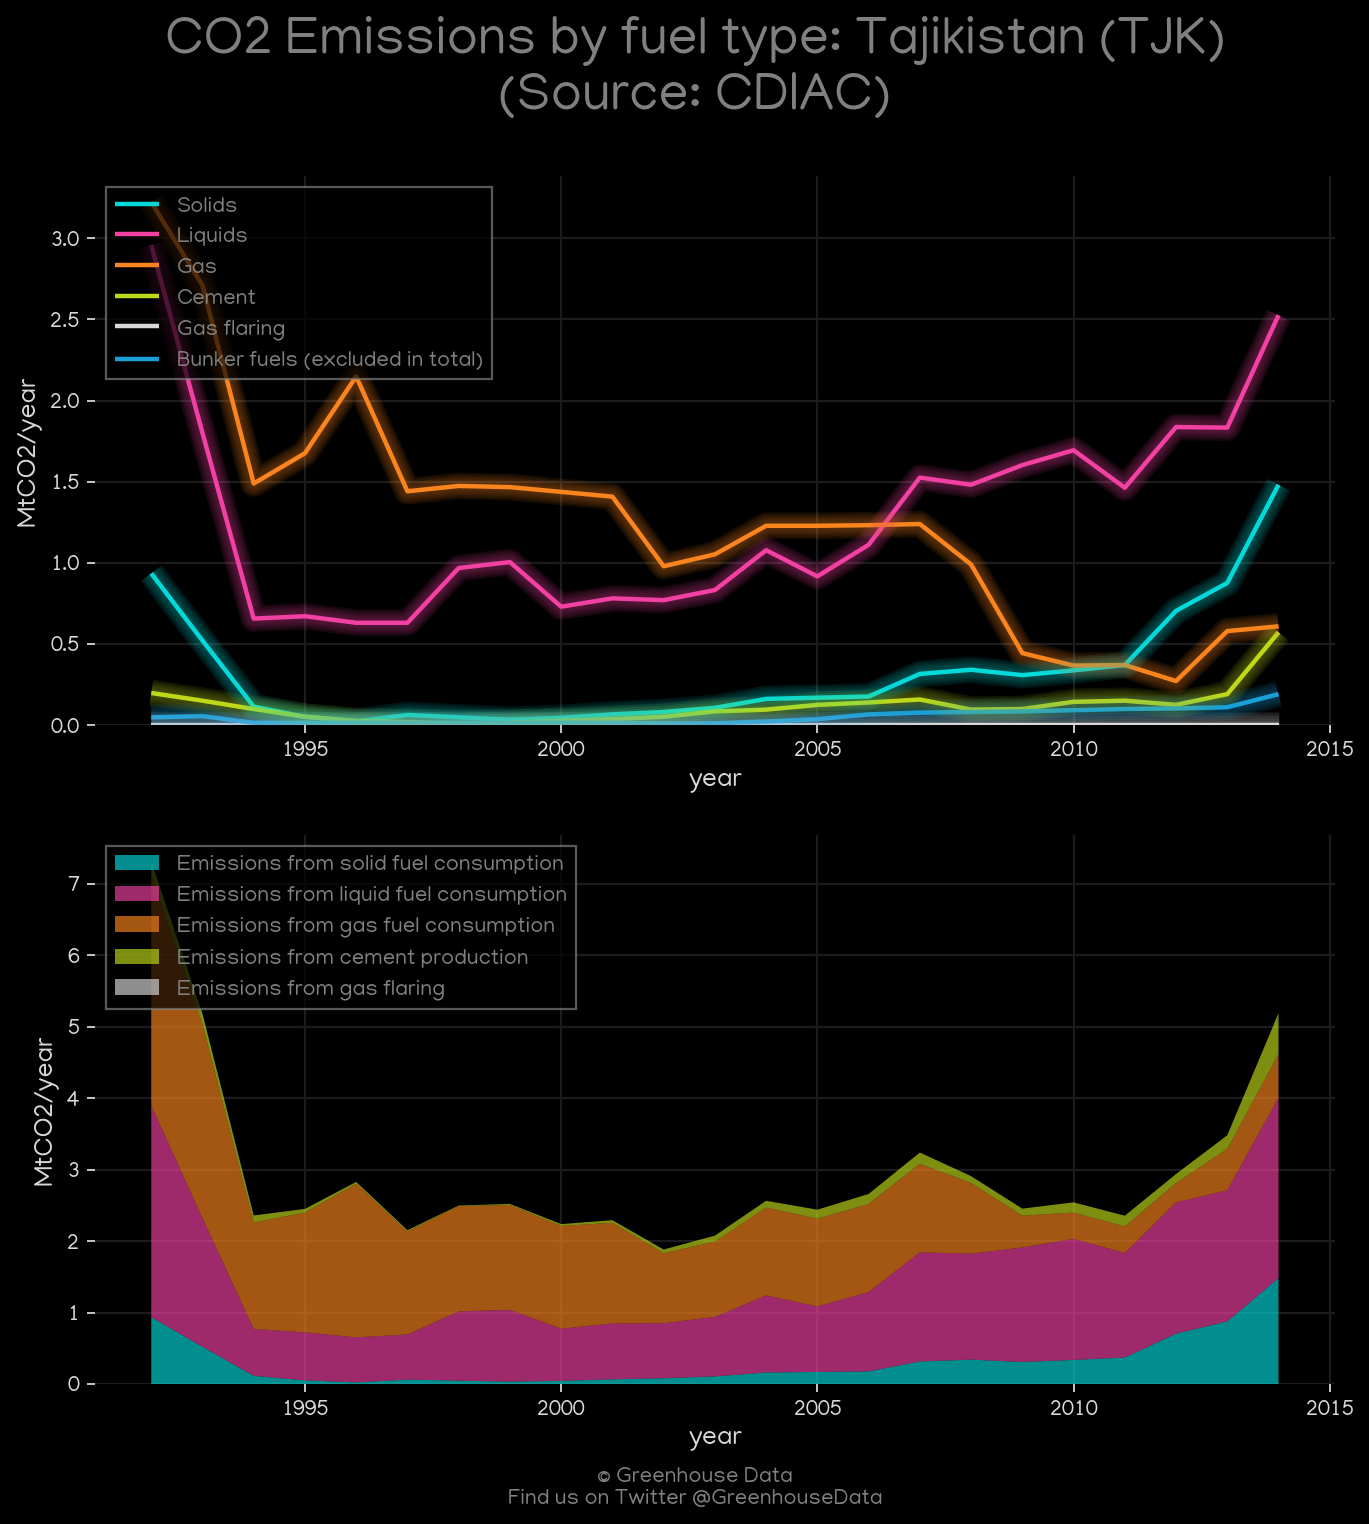 CO2 Emissions by fuel type: Tajikistan (TJK)
(Source: CDIAC)
Solids
Liquids
Gas
Cement
Gas flaring
Bunker fuels (excluded in total)
3.0
2.5
2.0
1.5
1.0
0.5
0.0
MtCO2/year
1995 2000 2005 2010 2015
year
Emissions from solid fuel consumption
Emissions from liquid fuel consumption
Emissions from gas fuel consumption
Emissions from cement production
Emissions from gas flaring
7
6
5
4
3
2
1
0
MtCO2/year
1995 2000 2005 2010 2015
year
© Greenhouse Data
Find us on Twitter @GreenhouseData